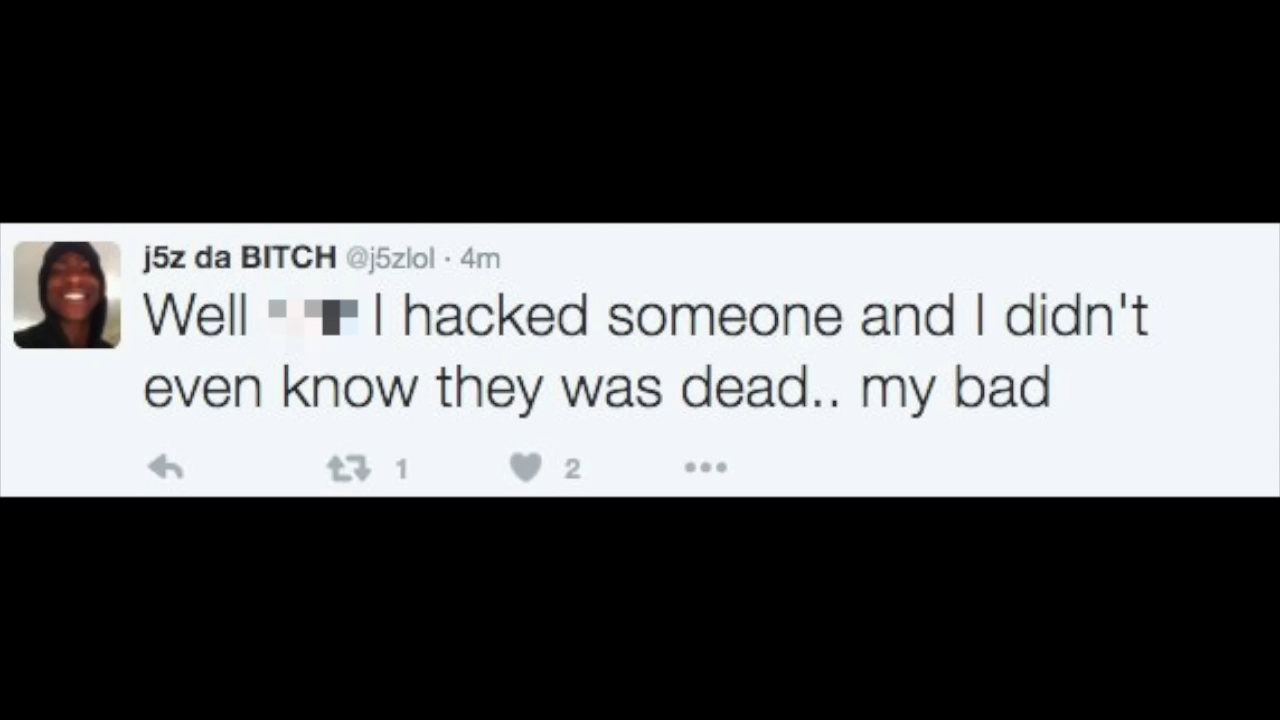 j5z da BITCH @j5zlol · 4m
Well I hacked someone and I didn't
even know they was dead.. my bad
1 2